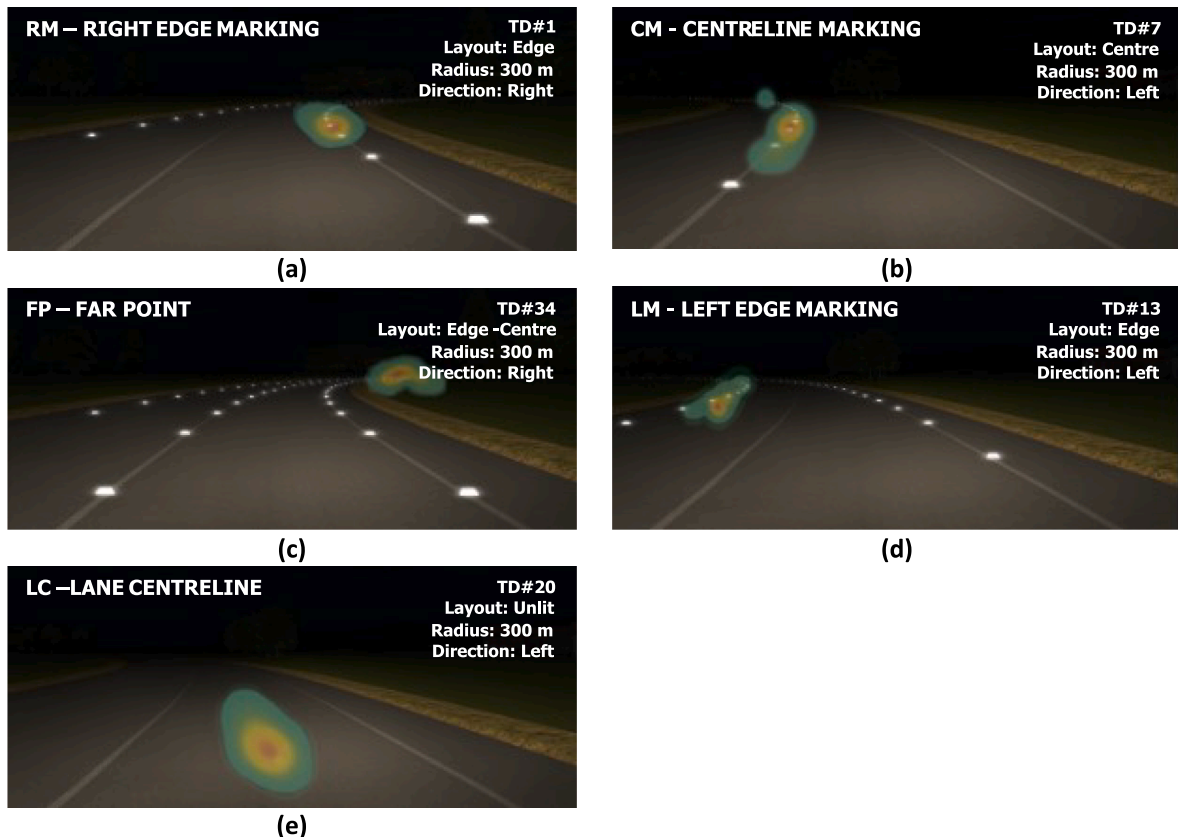 RM – RIGHT EDGE MARKING
TD#1
Layout: Edge
Radius: 300 m
Direction: Right
(a)
CM - CENTRELINE MARKING
TD#7
Layout: Centre
Radius: 300 m
Direction: Left
(b)
FP – FAR POINT
TD#34
Layout: Edge -Centre
Radius: 300 m
Direction: Right
(c)
LM - LEFT EDGE MARKING
TD#13
Layout: Edge
Radius: 300 m
Direction: Left
(d)
LC –LANE CENTRELINE
TD#20
Layout: Unlit
Radius: 300 m
Direction: Left
(e)